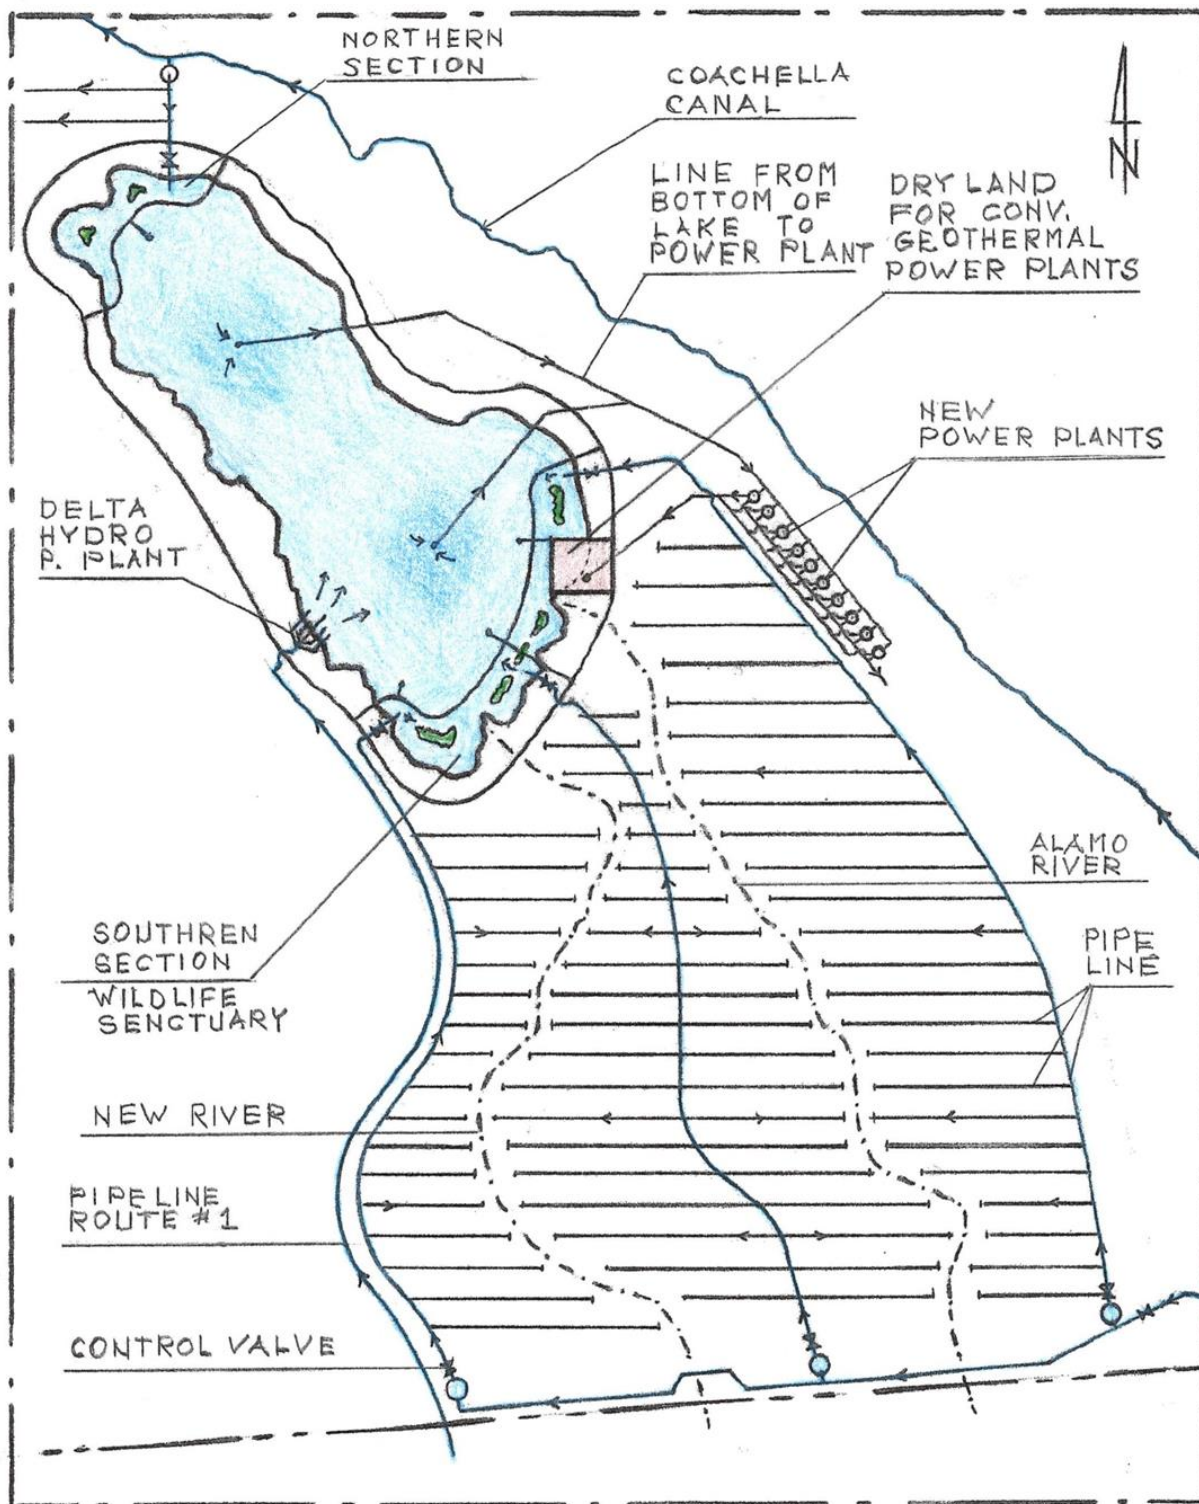 NORTHERN
SECTION
COACHELLA
CANAL
LINE FROM
BOTTOM OF
LAKE TO
POWER PLANT
DRY LAND
FOR CONV.
GEOTHERMAL
POWER PLANTS
N
NEW
POWER PLANTS
DELTA
HYDRO
P. PLANT
ALAMO
RIVER
SOUTHREN
SECTION
WILDLIFE
SENCTUARY
PIPE
LINE
NEW RIVER
PIPELINE
ROUTE #1
CONTROL VALVE